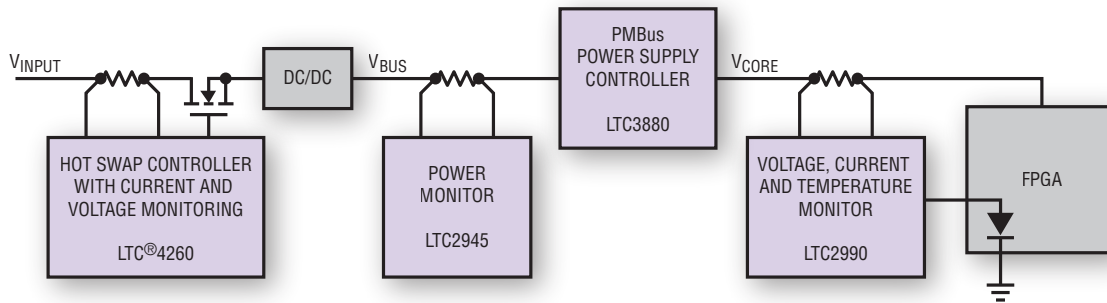 VINPUT
DC/DC
VBUS
PMBus
POWER SUPPLY
CONTROLLER
LTC3880
VCORE
HOT SWAP CONTROLLER
WITH CURRENT AND
VOLTAGE MONITORING
LTC®4260
POWER
MONITOR
LTC2945
VOLTAGE, CURRENT
AND TEMPERATURE
MONITOR
LTC2990
FPGA